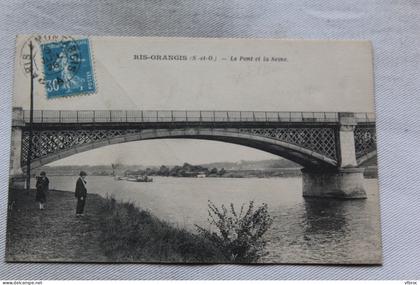 RIS-ORANGIS (S.-et-O.) — Le Pont et la Seine.